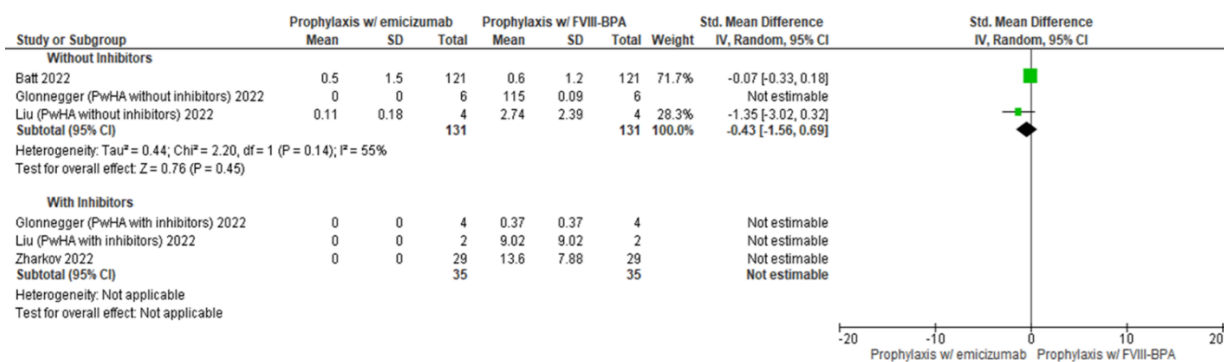 Prophylaxis w/ emicizumab Prophylaxis w/ FVIII-BPA Std. Mean Difference Std. Mean Difference
Study or Subgroup Mean SD Total Mean SD Total Weight IV, Random, 95% CI IV, Random, 95% CI
Without Inhibitors
Batt 2022 0.5 1.5 121 0.6 1.2 121 71.7% -0.07 [-0.33, 0.18]
Glonnegger (PwHA without inhibitors) 2022 0 0 6 115 0.09 6 Not estimable
Liu (PwHA without inhibitors) 2022 0.11 0.18 4 2.74 2.39 4 28.3% -1.35 [-3.02, 0.32]
Subtotal (95% CI) 131 131 100.0% -0.43 [-1.56, 0.69]
Heterogeneity: Tau² = 0.44; Chi² = 2.20, df = 1 (P = 0.14); I² = 55%
Test for overall effect: Z = 0.76 (P = 0.45)
With Inhibitors
Glonnegger (PwHA with inhibitors) 2022 0 0 4 0.37 0.37 4 Not estimable
Liu (PwHA with inhibitors) 2022 0 0 2 9.02 9.02 2 Not estimable
Zharkov 2022 0 0 29 13.6 7.88 29 Not estimable
Subtotal (95% CI) 35 35 Not estimable
Heterogeneity: Not applicable
Test for overall effect: Not applicable
-20 -10 0 10 20
Prophylaxis w/ emicizumab Prophylaxis w/ FVIII-BPA